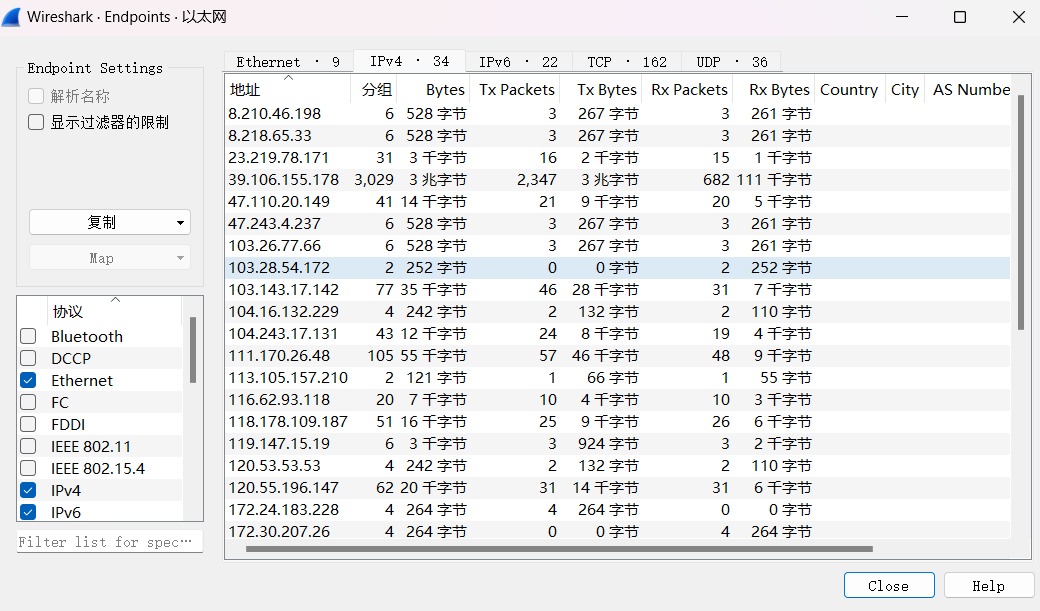 Wireshark · Endpoints · 以太网
Endpoint Settings
解析名称
显示过滤器的限制
复制
Map
协议
Bluetooth
DCCP
Ethernet
FC
FDDI
IEEE 802.11
IEEE 802.15.4
IPv4
IPv6
Filter list for spec…
Ethernet · 9 IPv4 · 34 IPv6 · 22 TCP · 162 UDP · 36
地址 分组 Bytes Tx Packets Tx Bytes Rx Packets Rx Bytes Country City AS Numbe
8.210.46.198 6 528 字节 3 267 字节 3 261 字节
8.218.65.33 6 528 字节 3 267 字节 3 261 字节
23.219.78.171 31 3 千字节 16 2 千字节 15 1 千字节
39.106.155.178 3,029 3 兆字节 2,347 3 兆字节 682 111 千字节
47.110.20.149 41 14 千字节 21 9 千字节 20 5 千字节
47.243.4.237 6 528 字节 3 267 字节 3 261 字节
103.26.77.66 6 528 字节 3 267 字节 3 261 字节
103.28.54.172 2 252 字节 0 0 字节 2 252 字节
103.143.17.142 77 35 千字节 46 28 千字节 31 7 千字节
104.16.132.229 4 242 字节 2 132 字节 2 110 字节
104.243.17.131 43 12 千字节 24 8 千字节 19 4 千字节
111.170.26.48 105 55 千字节 57 46 千字节 48 9 千字节
113.105.157.210 2 121 字节 1 66 字节 1 55 字节
116.62.93.118 20 7 千字节 10 4 千字节 10 3 千字节
118.178.109.187 51 16 千字节 25 9 千字节 26 6 千字节
119.147.15.19 6 3 千字节 3 924 字节 3 2 千字节
120.53.53.53 4 242 字节 2 132 字节 2 110 字节
120.55.196.147 62 20 千字节 31 14 千字节 31 6 千字节
172.24.183.228 4 264 字节 4 264 字节 0 0 字节
172.30.207.26 4 264 字节 0 0 字节 4 264 字节
Close Help